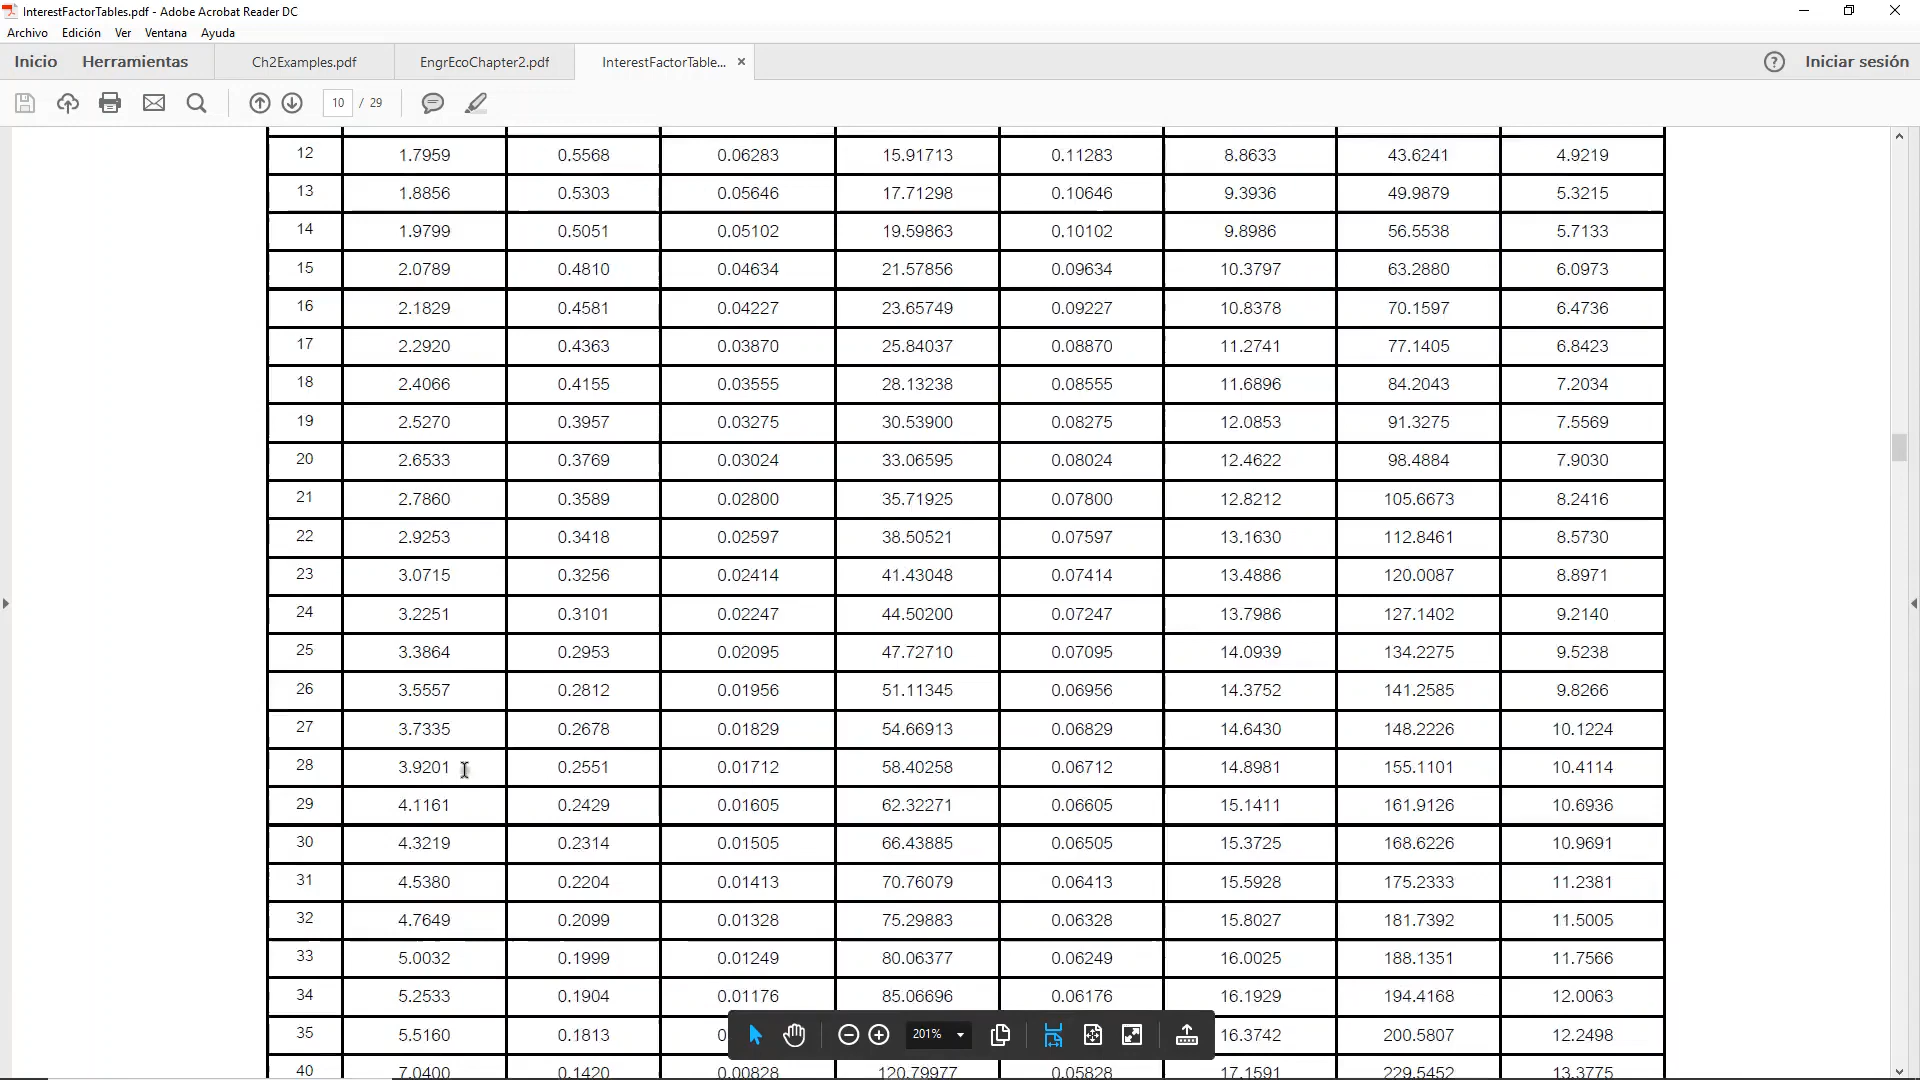 InterestFactorTables.pdf - Adobe Acrobat Reader DC
Archivo Edición Ver Ventana Ayuda
Inicio Herramientas Ch2Examples.pdf EngrEcoChapter2.pdf InterestFactorTable... × ? Iniciar sesión
10 / 29
12 1.7959 0.5568 0.06283 15.91713 0.11283 8.8633 43.6241 4.9219
13 1.8856 0.5303 0.05646 17.71298 0.10646 9.3936 49.9879 5.3215
14 1.9799 0.5051 0.05102 19.59863 0.10102 9.8986 56.5538 5.7133
15 2.0789 0.4810 0.04634 21.57856 0.09634 10.3797 63.2880 6.0973
16 2.1829 0.4581 0.04227 23.65749 0.09227 10.8378 70.1597 6.4736
17 2.2920 0.4363 0.03870 25.84037 0.08870 11.2741 77.1405 6.8423
18 2.4066 0.4155 0.03555 28.13238 0.08555 11.6896 84.2043 7.2034
19 2.5270 0.3957 0.03275 30.53900 0.08275 12.0853 91.3275 7.5569
20 2.6533 0.3769 0.03024 33.06595 0.08024 12.4622 98.4884 7.9030
21 2.7860 0.3589 0.02800 35.71925 0.07800 12.8212 105.6673 8.2416
22 2.9253 0.3418 0.02597 38.50521 0.07597 13.1630 112.8461 8.5730
23 3.0715 0.3256 0.02414 41.43048 0.07414 13.4886 120.0087 8.8971
24 3.2251 0.3101 0.02247 44.50200 0.07247 13.7986 127.1402 9.2140
25 3.3864 0.2953 0.02095 47.72710 0.07095 14.0939 134.2275 9.5238
26 3.5557 0.2812 0.01956 51.11345 0.06956 14.3752 141.2585 9.8266
27 3.7335 0.2678 0.01829 54.66913 0.06829 14.6430 148.2226 10.1224
28 3.9201 0.2551 0.01712 58.40258 0.06712 14.8981 155.1101 10.4114
29 4.1161 0.2429 0.01605 62.32271 0.06605 15.1411 161.9126 10.6936
30 4.3219 0.2314 0.01505 66.43885 0.06505 15.3725 168.6226 10.9691
31 4.5380 0.2204 0.01413 70.76079 0.06413 15.5928 175.2333 11.2381
32 4.7649 0.2099 0.01328 75.29883 0.06328 15.8027 181.7392 11.5005
33 5.0032 0.1999 0.01249 80.06377 0.06249 16.0025 188.1351 11.7566
34 5.2533 0.1904 0.01176 85.06696 0.06176 16.1929 194.4168 12.0063
35 5.5160 0.1813 0. 201% 16.3742 200.5807 12.2498
40 7.0400 0.1420 0.00828 120.79977 0.05828 17.1591 229.5452 13.3775